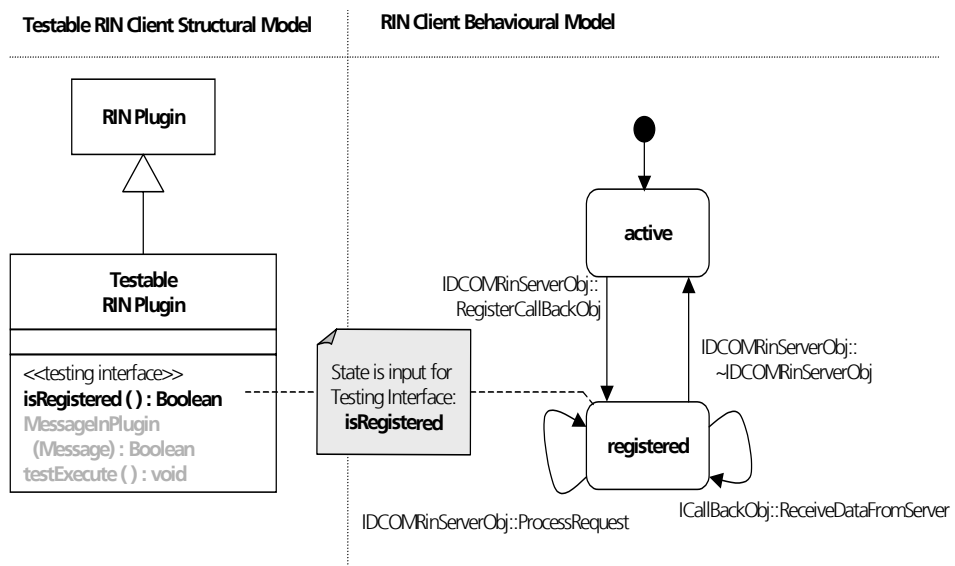 Testable RIN Client Structural Model
RIN Client Behavioural Model
RIN Plugin
Testable
RIN Plugin
<<testing interface>>
isRegistered ( ) : Boolean
MessageInPlugin
(Message) : Boolean
testExecute ( ) : void
State is input for
Testing Interface:
isRegistered
active
IDCOMRinServerObj::
RegisterCallBackObj
IDCOMRinServerObj::
~IDCOMRinServerObj
registered
IDCOMRinServerObj::ProcessRequest
ICallBackObj::ReceiveDataFromServer